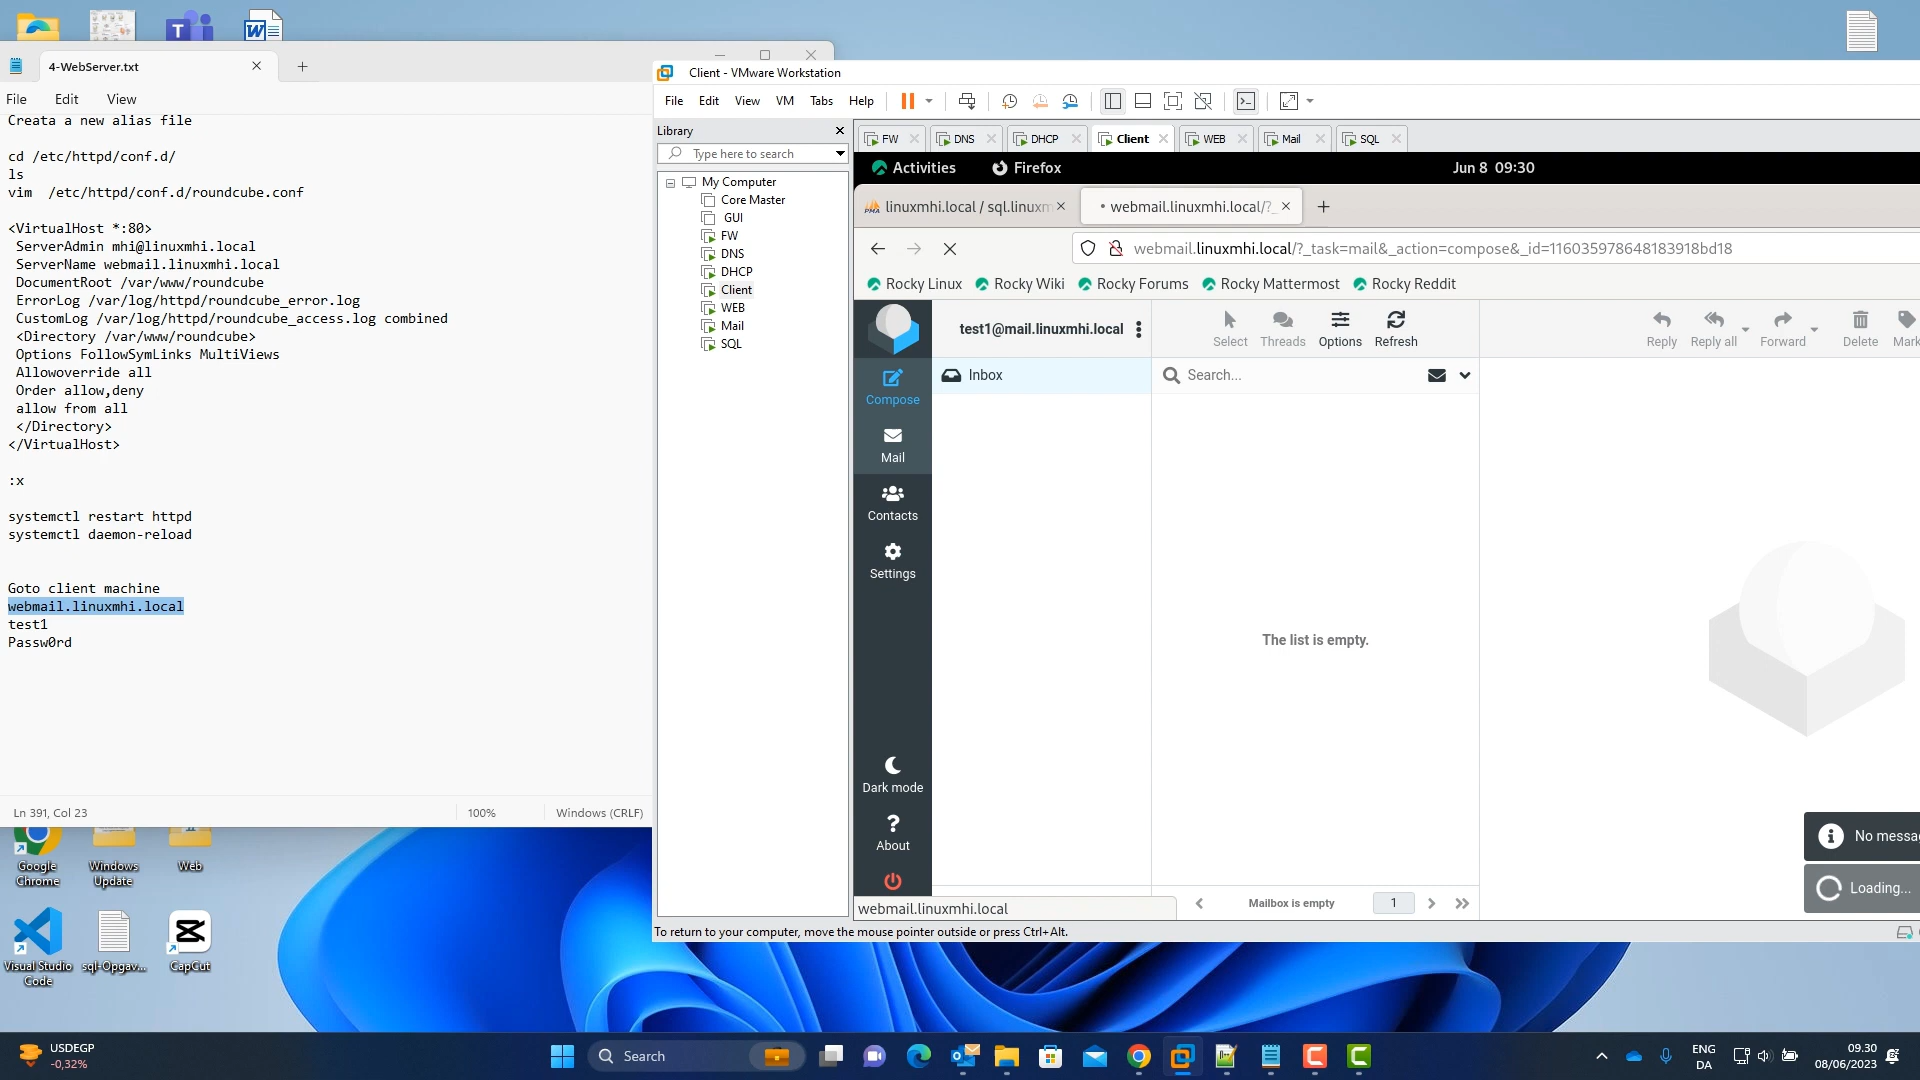 4-WebServer.txt
File Edit View
Creata a new alias file
cd /etc/httpd/conf.d/
ls
vim  /etc/httpd/conf.d/roundcube.conf
<VirtualHost *:80>
ServerAdmin mhi@linuxmhi.local
ServerName webmail.linuxmhi.local
DocumentRoot /var/www/roundcube
ErrorLog /var/log/httpd/roundcube_error.log
CustomLog /var/log/httpd/roundcube_access.log combined
<Directory /var/www/roundcube>
Options FollowSymLinks MultiViews
Allowoverride all
Order allow,deny
allow from all
</Directory>
</VirtualHost>
:x
systemctl restart httpd
systemctl daemon-reload
Goto client machine
webmail.linuxmhi.local
test1
Passw0rd
Ln 391, Col 23 100% Windows (CRLF)
Client - VMware Workstation
File Edit View VM Tabs Help
Library
Type here to search
My Computer
Core Master
GUI
FW
DNS
DHCP
Client
WEB
Mail
SQL
FW DNS DHCP Client WEB Mail SQL
Activities Firefox Jun 8 09:30
PMA linuxmhi.local / sql.linuxm webmail.linuxmhi.local/?_
webmail.linuxmhi.local/?_task=mail&_action=compose&_id=116035978648183918bd18
Rocky Linux Rocky Wiki Rocky Forums Rocky Mattermost Rocky Reddit
test1@mail.linuxmhi.local
Select Threads Options Refresh
Reply Reply all Forward Delete Mark
Compose
Mail
Contacts
Settings
Dark mode
About
Inbox
Search...
The list is empty.
Mailbox is empty 1
No messa
Loading...
webmail.linuxmhi.local
To return to your computer, move the mouse pointer outside or press Ctrl+Alt.
Google Chrome
Windows Update
Web
Visual Studio Code
sql-Opgav...
CapCut
USDEGP
-0,32%
Search
ENG
DA
09.30
08/06/2023